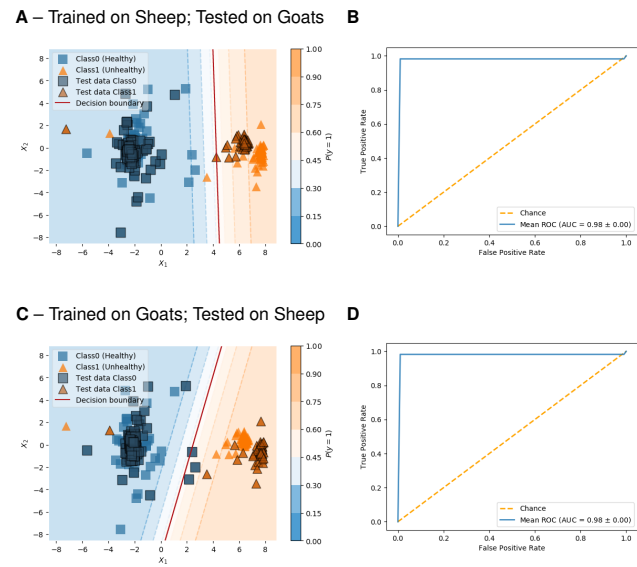 A – Trained on Sheep; Tested on Goats
B
Class0 (Healthy)
Class1 (Unhealthy)
Test data Class0
Test data Class1
Decision boundary
8
6
4
2
0
−2
−4
−6
−8
X2
−8 −6 −4 −2 0 2 4 6 8
X1
1.00
0.90
0.75
0.60
0.45
0.30
0.15
0.00
P(y = 1)
1.0
0.8
0.6
0.4
0.2
0.0
True Positive Rate
Chance
Mean ROC (AUC = 0.98 ± 0.00)
0.0 0.2 0.4 0.6 0.8 1.0
False Positive Rate
C – Trained on Goats; Tested on Sheep
D
Class0 (Healthy)
Class1 (Unhealthy)
Test data Class0
Test data Class1
Decision boundary
8
6
4
2
0
−2
−4
−6
−8
X2
−8 −6 −4 −2 0 2 4 6 8
X1
1.00
0.90
0.75
0.60
0.45
0.30
0.15
0.00
P(y = 1)
1.0
0.8
0.6
0.4
0.2
0.0
True Positive Rate
Chance
Mean ROC (AUC = 0.98 ± 0.00)
0.0 0.2 0.4 0.6 0.8 1.0
False Positive Rate